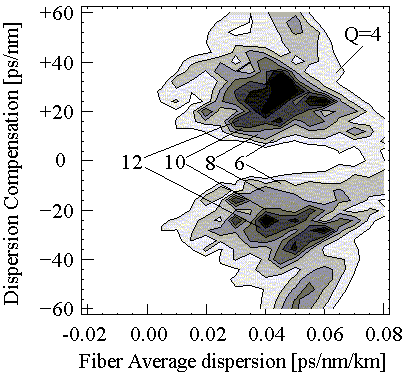 +60
Q=4
+40
+20
0
12 10 8 6
-20
-40
-60
Dispersion Compensation [ps/nm]
-0.02 0.00 0.02 0.04 0.06 0.08
Fiber Average dispersion [ps/nm/km]